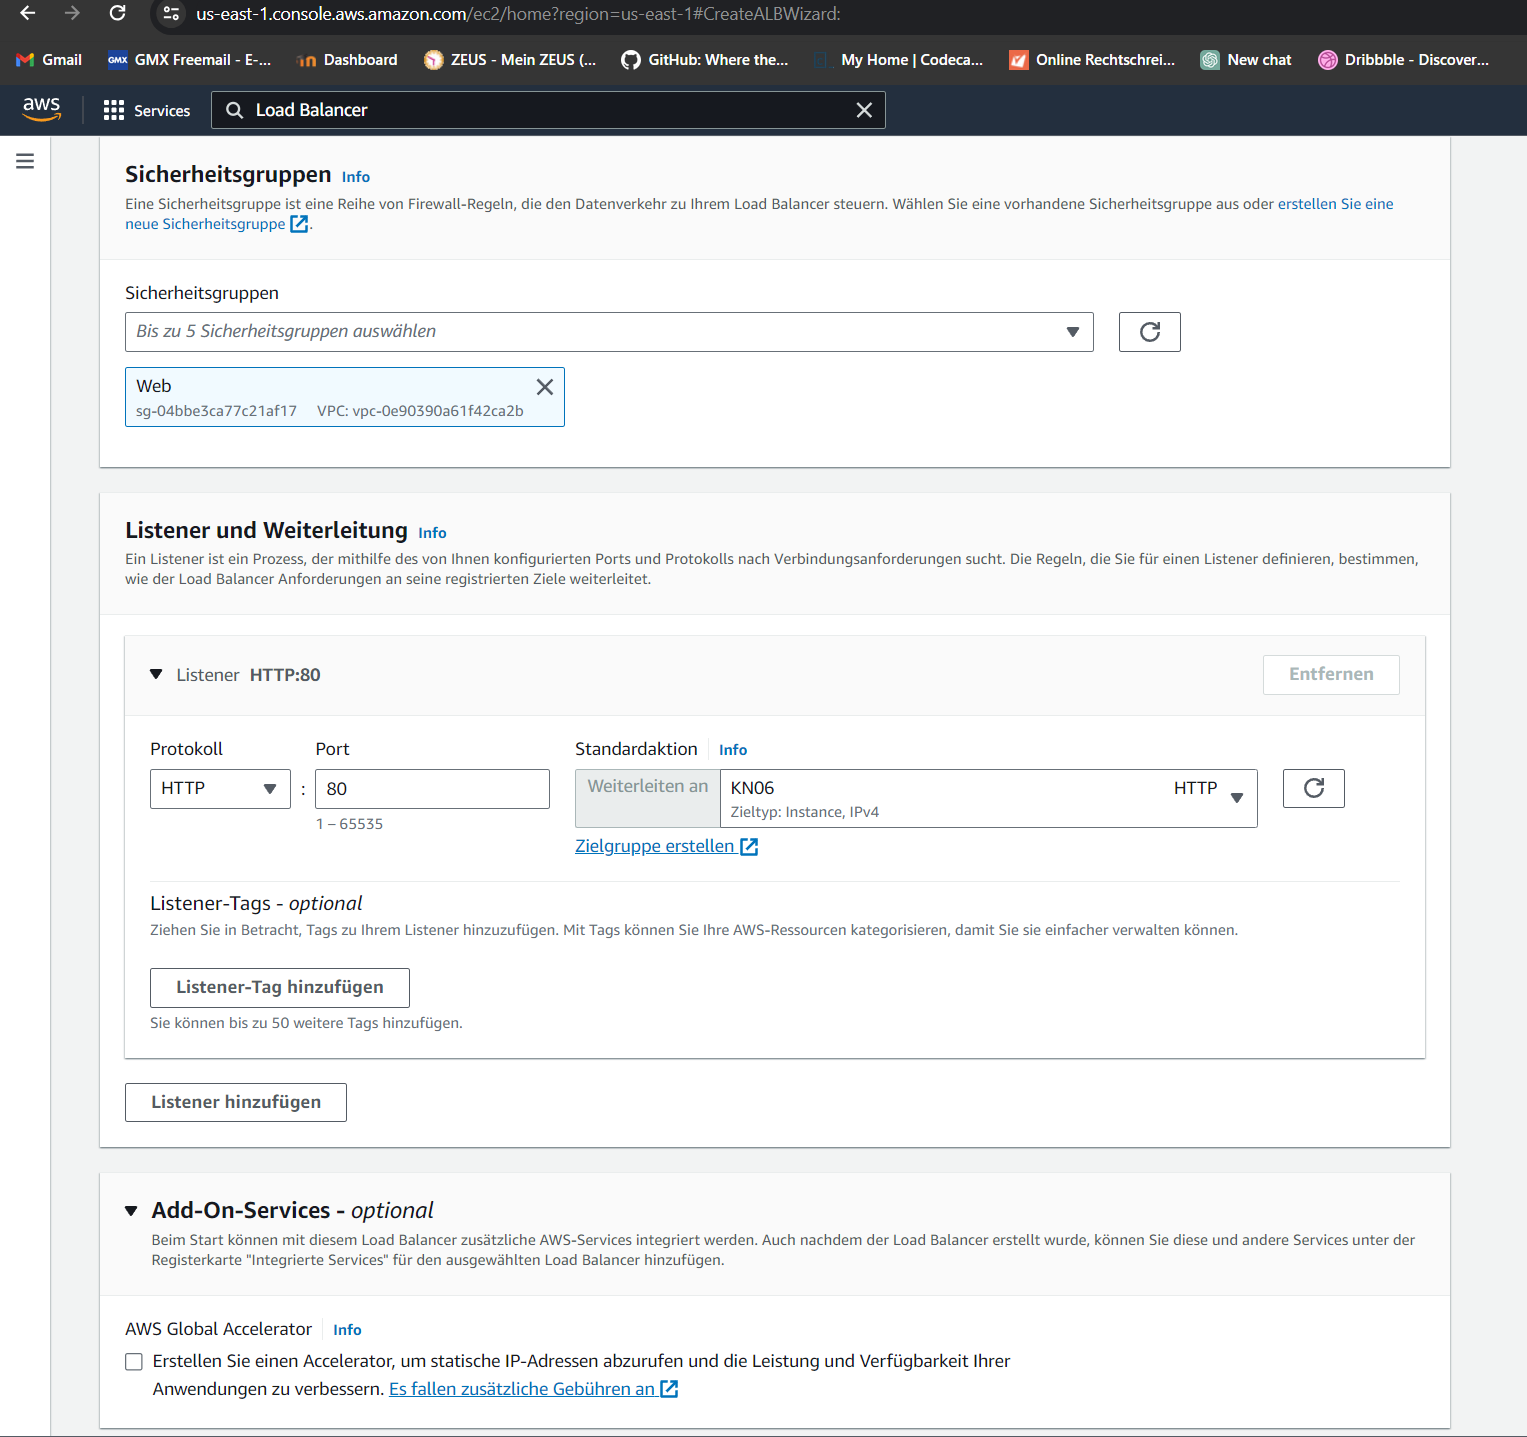 us-east-1.console.aws.amazon.com/ec2/home?region=us-east-1#CreateALBWizard:
Gmail
GMX Freemail - E-...
Dashboard
ZEUS - Mein ZEUS (...
GitHub: Where the...
My Home | Codeca...
Online Rechtschrei...
New chat
Dribbble - Discover...
aws
Services
Load Balancer
Sicherheitsgruppen Info
Eine Sicherheitsgruppe ist eine Reihe von Firewall-Regeln, die den Datenverkehr zu Ihrem Load Balancer steuern. Wählen Sie eine vorhandene Sicherheitsgruppe aus oder erstellen Sie eine
neue Sicherheitsgruppe.
Sicherheitsgruppen
Bis zu 5 Sicherheitsgruppen auswählen
Web
sg-04bbe3ca77c21af17 VPC: vpc-0e90390a61f42ca2b
Listener und Weiterleitung Info
Ein Listener ist ein Prozess, der mithilfe des von Ihnen konfigurierten Ports und Protokolls nach Verbindungsanforderungen sucht. Die Regeln, die Sie für einen Listener definieren, bestimmen,
wie der Load Balancer Anforderungen an seine registrierten Ziele weiterleitet.
Listener HTTP:80
Entfernen
Protokoll
Port
Standardaktion Info
HTTP
:
80
Weiterleiten an
KN06
HTTP
Zieltyp: Instance, IPv4
1 – 65535
Zielgruppe erstellen
Listener-Tags - optional
Ziehen Sie in Betracht, Tags zu Ihrem Listener hinzuzufügen. Mit Tags können Sie Ihre AWS-Ressourcen kategorisieren, damit Sie sie einfacher verwalten können.
Listener-Tag hinzufügen
Sie können bis zu 50 weitere Tags hinzufügen.
Listener hinzufügen
Add-On-Services - optional
Beim Start können mit diesem Load Balancer zusätzliche AWS-Services integriert werden. Auch nachdem der Load Balancer erstellt wurde, können Sie diese und andere Services unter der
Registerkarte "Integrierte Services" für den ausgewählten Load Balancer hinzufügen.
AWS Global Accelerator Info
Erstellen Sie einen Accelerator, um statische IP-Adressen abzurufen und die Leistung und Verfügbarkeit Ihrer
Anwendungen zu verbessern. Es fallen zusätzliche Gebühren an